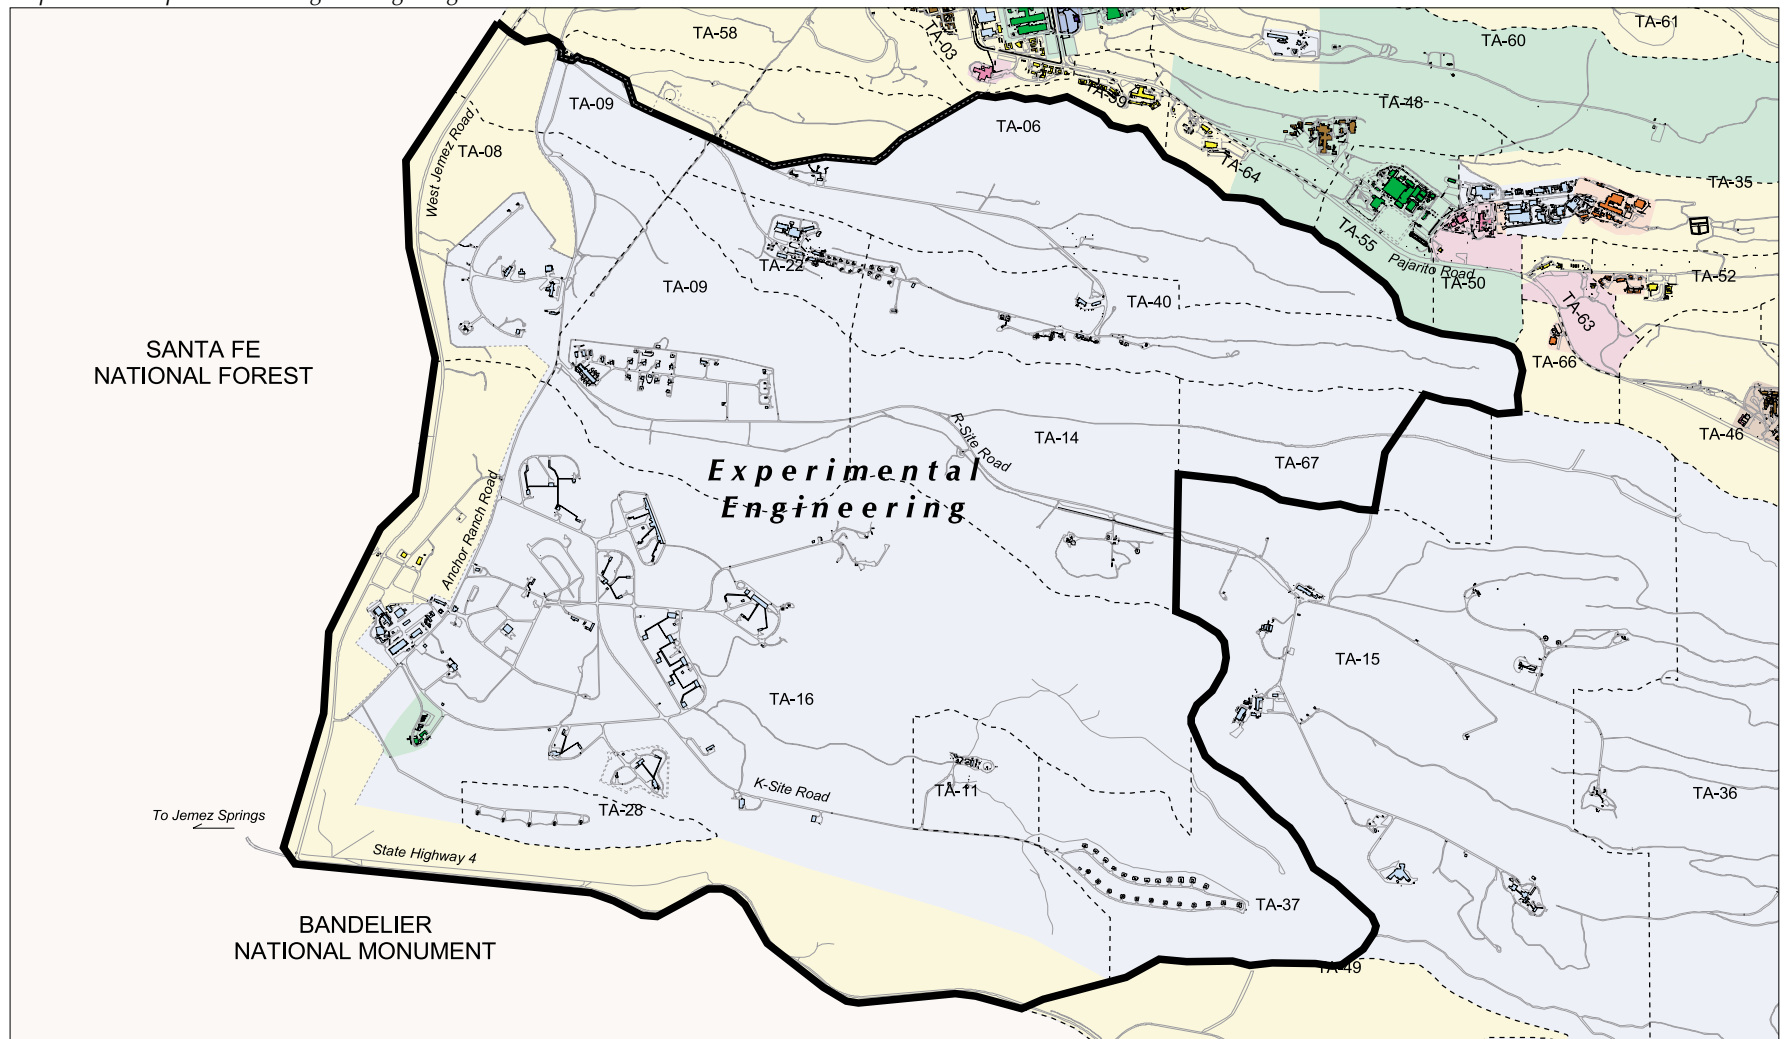 TA-58
TA-03
TA-60
TA-61
TA-09
TA-59
TA-48
TA-06
TA-08
West Jemez Road
TA-64
TA-35
TA-55
Pajarito Road
TA-50
TA-52
TA-22
TA-09
TA-40
TA-63
TA-66
SANTA FE
NATIONAL FOREST
R-Site Road
TA-14
TA-67
TA-46
Experimental
Engineering
Anchor Ranch Road
TA-15
TA-16
K-Site Road
TA-11
TA-28
TA-36
To Jemez Springs
State Highway 4
TA-37
BANDELIER
NATIONAL MONUMENT
TA-49